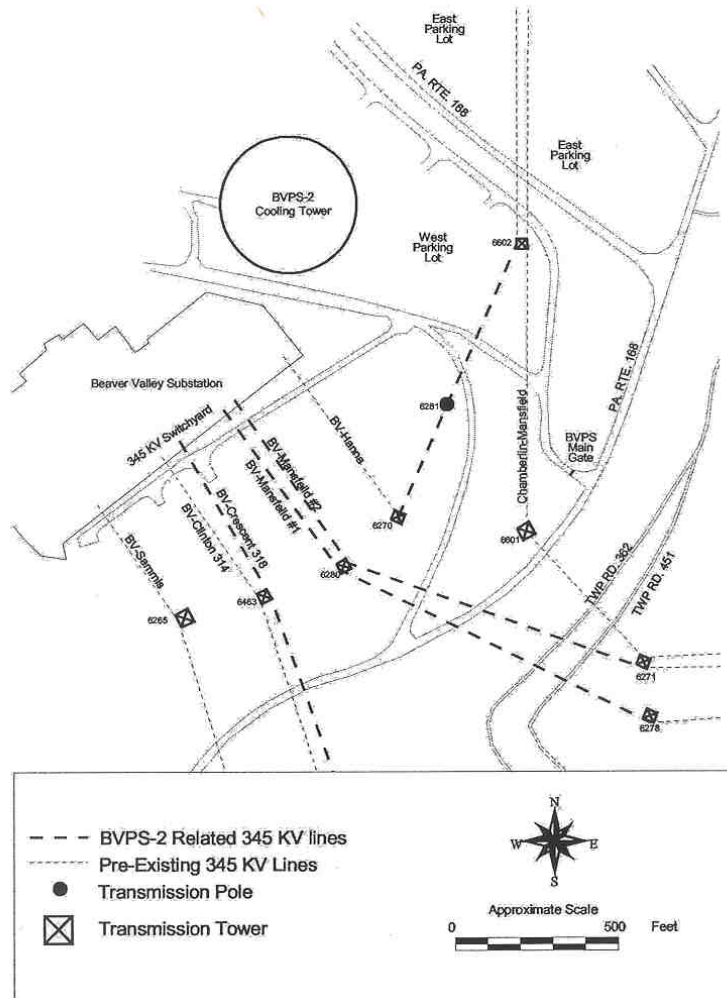 East
Parking
Lot
PA. RTE. 168
East
Parking
Lot
BVPS-2
Cooling Tower
West
Parking
Lot
6602
Beaver Valley Substation
345 KV Switchyard
BV-Hanna
6281
Chamberlin-Mansfield
PA. RTE. 168
BVPS
Main
Gate
BV-Mansfeild #2
BV-Mansfeild #1
BV-Crescent 318
BV-Clinton 314
BV-Sammis
6270
6601
6280
6463
6265
TWP RD. 362
TWP RD. 451
6271
6278
BVPS-2 Related 345 KV lines
Pre-Existing 345 KV Lines
Transmission Pole
Transmission Tower
N
W
E
S
Approximate Scale
0 500 Feet